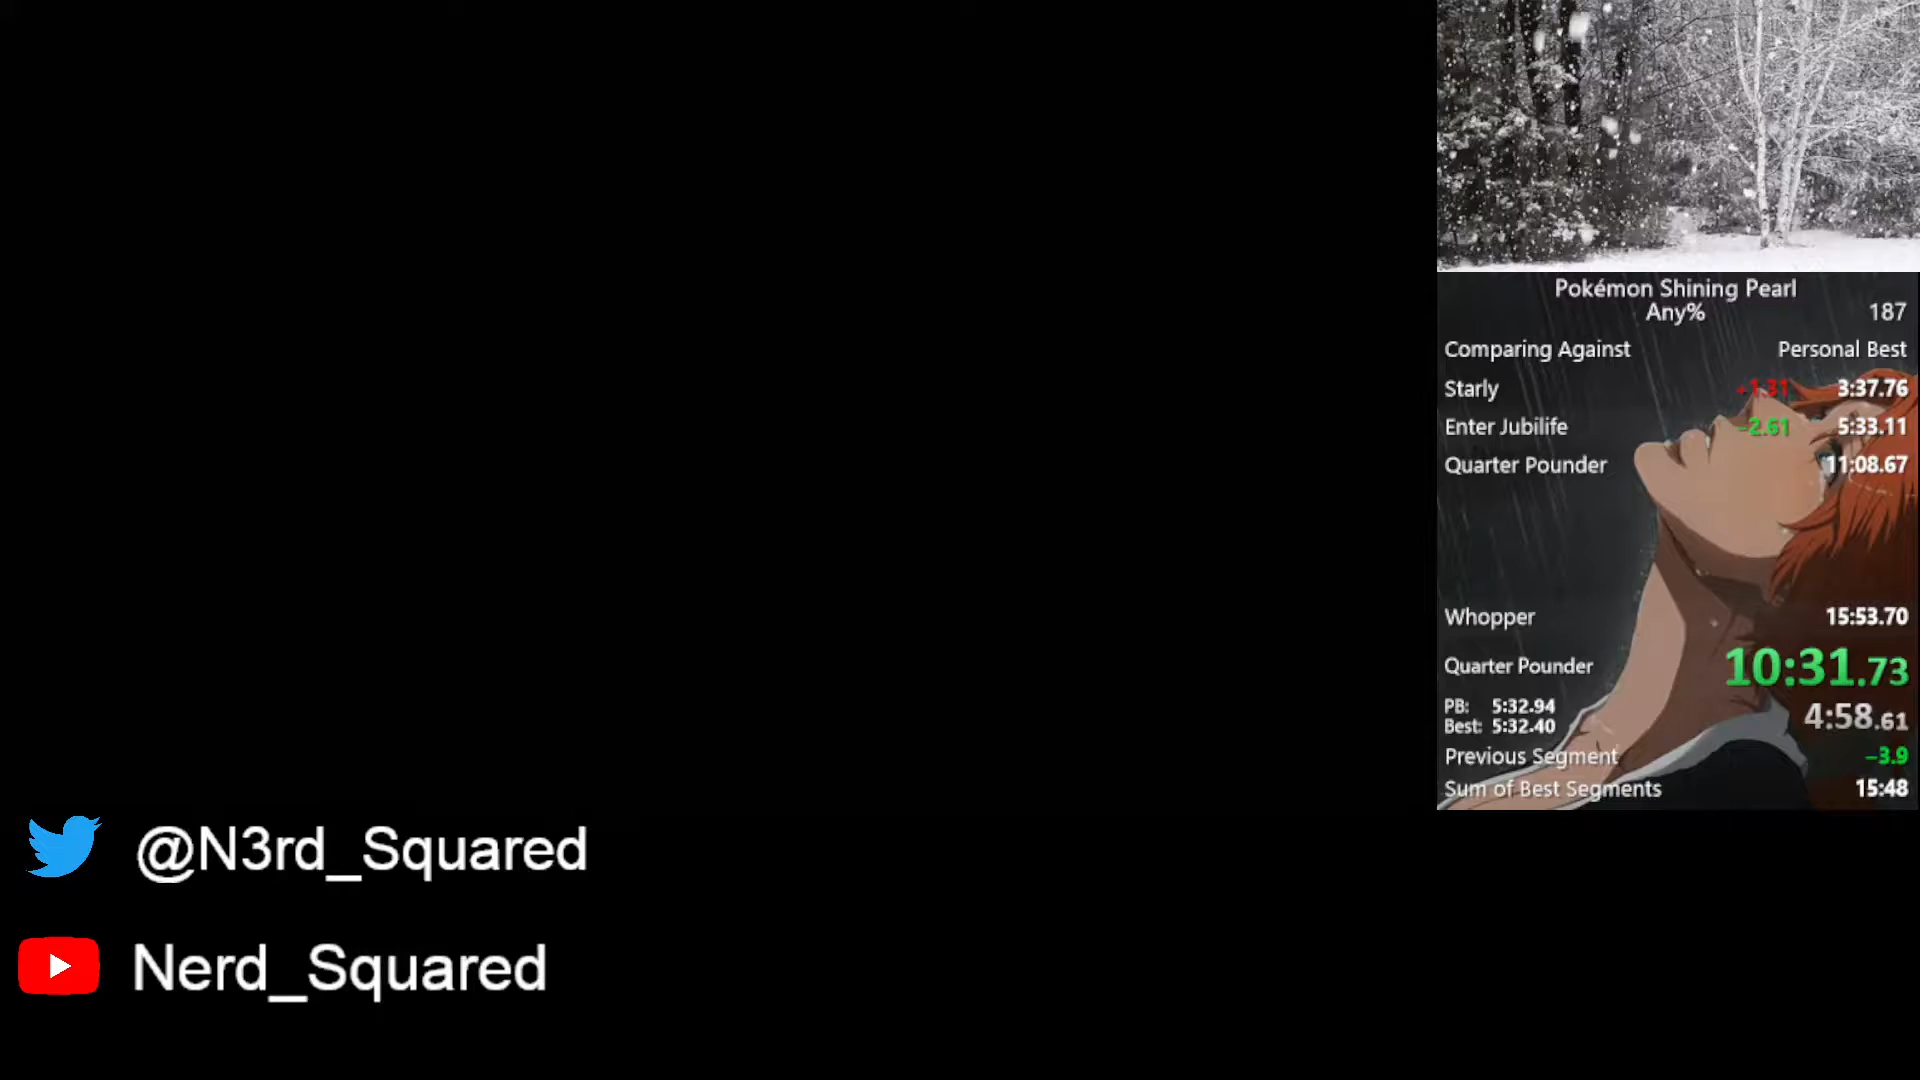 Pokémon Shining Pearl
Any% 187
Comparing Against Personal Best
Starly +1.31 3:37.76
Enter Jubilife −2.61 5:33.11
Quarter Pounder 11:08.67
Whopper 15:53.70
Quarter Pounder 10:31.73
PB: 5:32.94 4:58.61
Best: 5:32.40
Previous Segment −3.9
Sum of Best Segments 15:48
@N3rd_Squared
Nerd_Squared